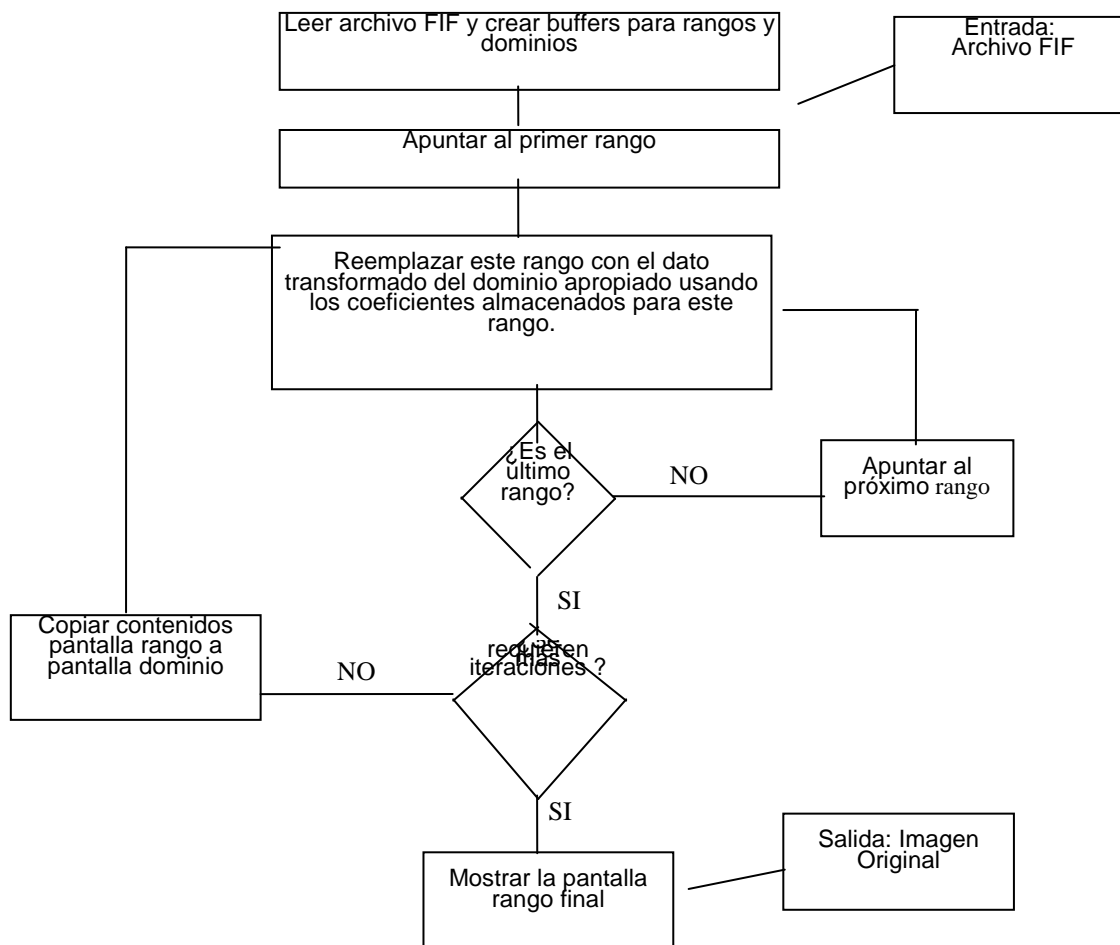 Leer archivo FIF y crear buffers para rangos y
dominios
Entrada:
Archivo FIF
Apuntar al primer rango
Reemplazar este rango con el dato
transformado del dominio apropiado usando
los coeficientes almacenados para este
rango.
¿Es el
último
rango?
NO
Apuntar al
próximo rango
SI
Copiar contenidos
pantalla rango a
pantalla dominio
NO
más
requieren
iteraciones ?
SI
Mostrar la pantalla
rango final
Salida: Imagen
Original